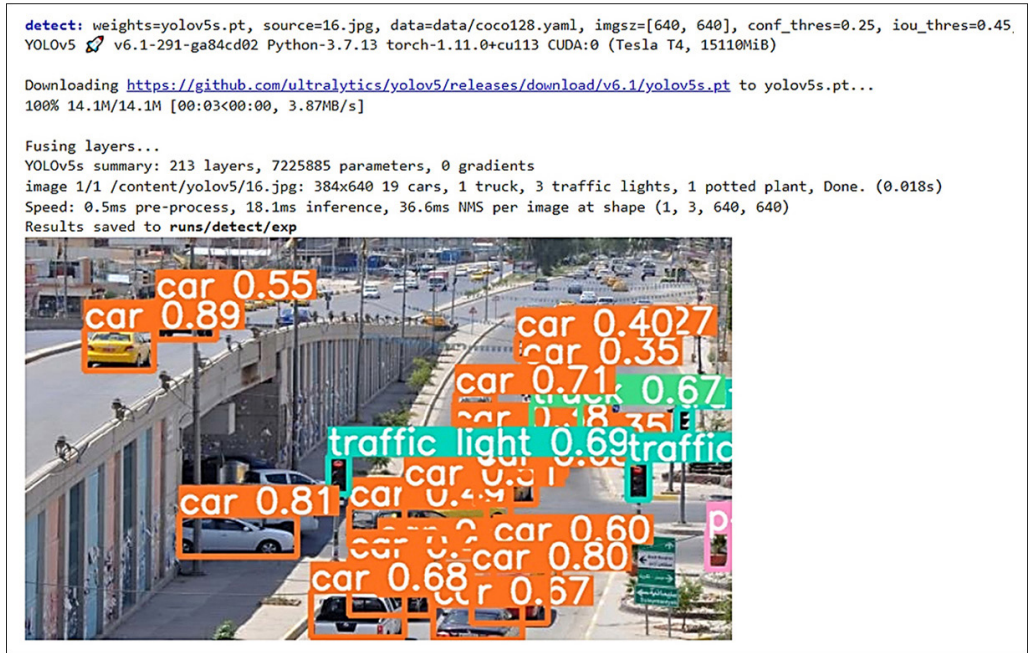 detect: weights=yolov5s.pt, source=16.jpg, data=data/coco128.yaml, imgsz=[640, 640], conf_thres=0.25, iou_thres=0.45,
YOLOv5 🚀 v6.1-291-ga84cd02 Python-3.7.13 torch-1.11.0+cu113 CUDA:0 (Tesla T4, 15110MiB)
Downloading https://github.com/ultralytics/yolov5/releases/download/v6.1/yolov5s.pt to yolov5s.pt...
100% 14.1M/14.1M [00:03<00:00, 3.87MB/s]
Fusing layers...
YOLOv5s summary: 213 layers, 7225885 parameters, 0 gradients
image 1/1 /content/yolov5/16.jpg: 384x640 19 cars, 1 truck, 3 traffic lights, 1 potted plant, Done. (0.018s)
Speed: 0.5ms pre-process, 18.1ms inference, 36.6ms NMS per image at shape (1, 3, 640, 640)
Results saved to runs/detect/exp
car 0.55
car 0.89
car 0.40 27
car 0.35
car 0.71
truck 0.67
traffic light 0.69 traffic
car
car 0.81 car
car 0.60
car
car 0.80
car 0.68
car 0.67